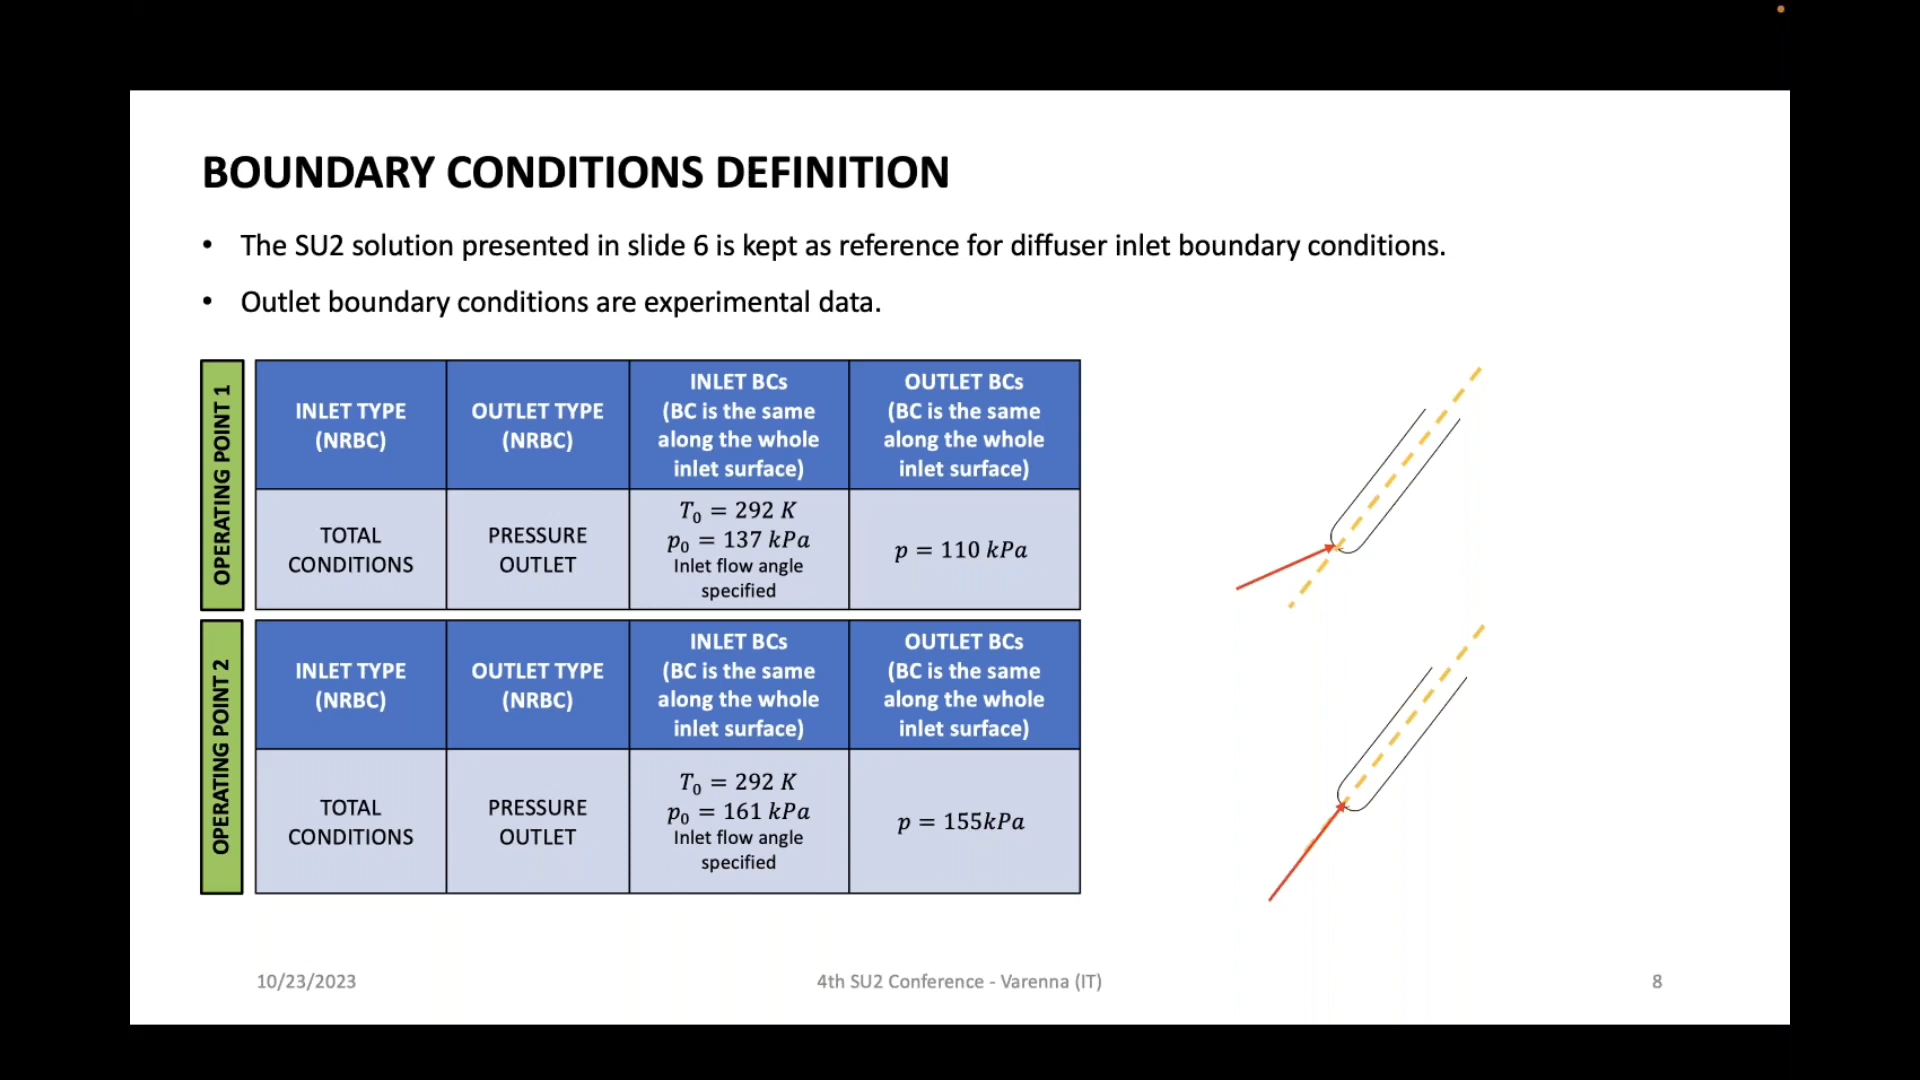 BOUNDARY CONDITIONS DEFINITION
• The SU2 solution presented in slide 6 is kept as reference for diffuser inlet boundary conditions.
• Outlet boundary conditions are experimental data.
OPERATING POINT 1
INLET TYPE
(NRBC)
OUTLET TYPE
(NRBC)
INLET BCs
(BC is the same
along the whole
inlet surface)
OUTLET BCs
(BC is the same
along the whole
inlet surface)
TOTAL
CONDITIONS
PRESSURE
OUTLET
T₀ = 292 K
p₀ = 137 kPa
Inlet flow angle
specified
p = 110 kPa
OPERATING POINT 2
INLET TYPE
(NRBC)
OUTLET TYPE
(NRBC)
INLET BCs
(BC is the same
along the whole
inlet surface)
OUTLET BCs
(BC is the same
along the whole
inlet surface)
TOTAL
CONDITIONS
PRESSURE
OUTLET
T₀ = 292 K
p₀ = 161 kPa
Inlet flow angle
specified
p = 155kPa
10/23/2023
4th SU2 Conference - Varenna (IT)
8